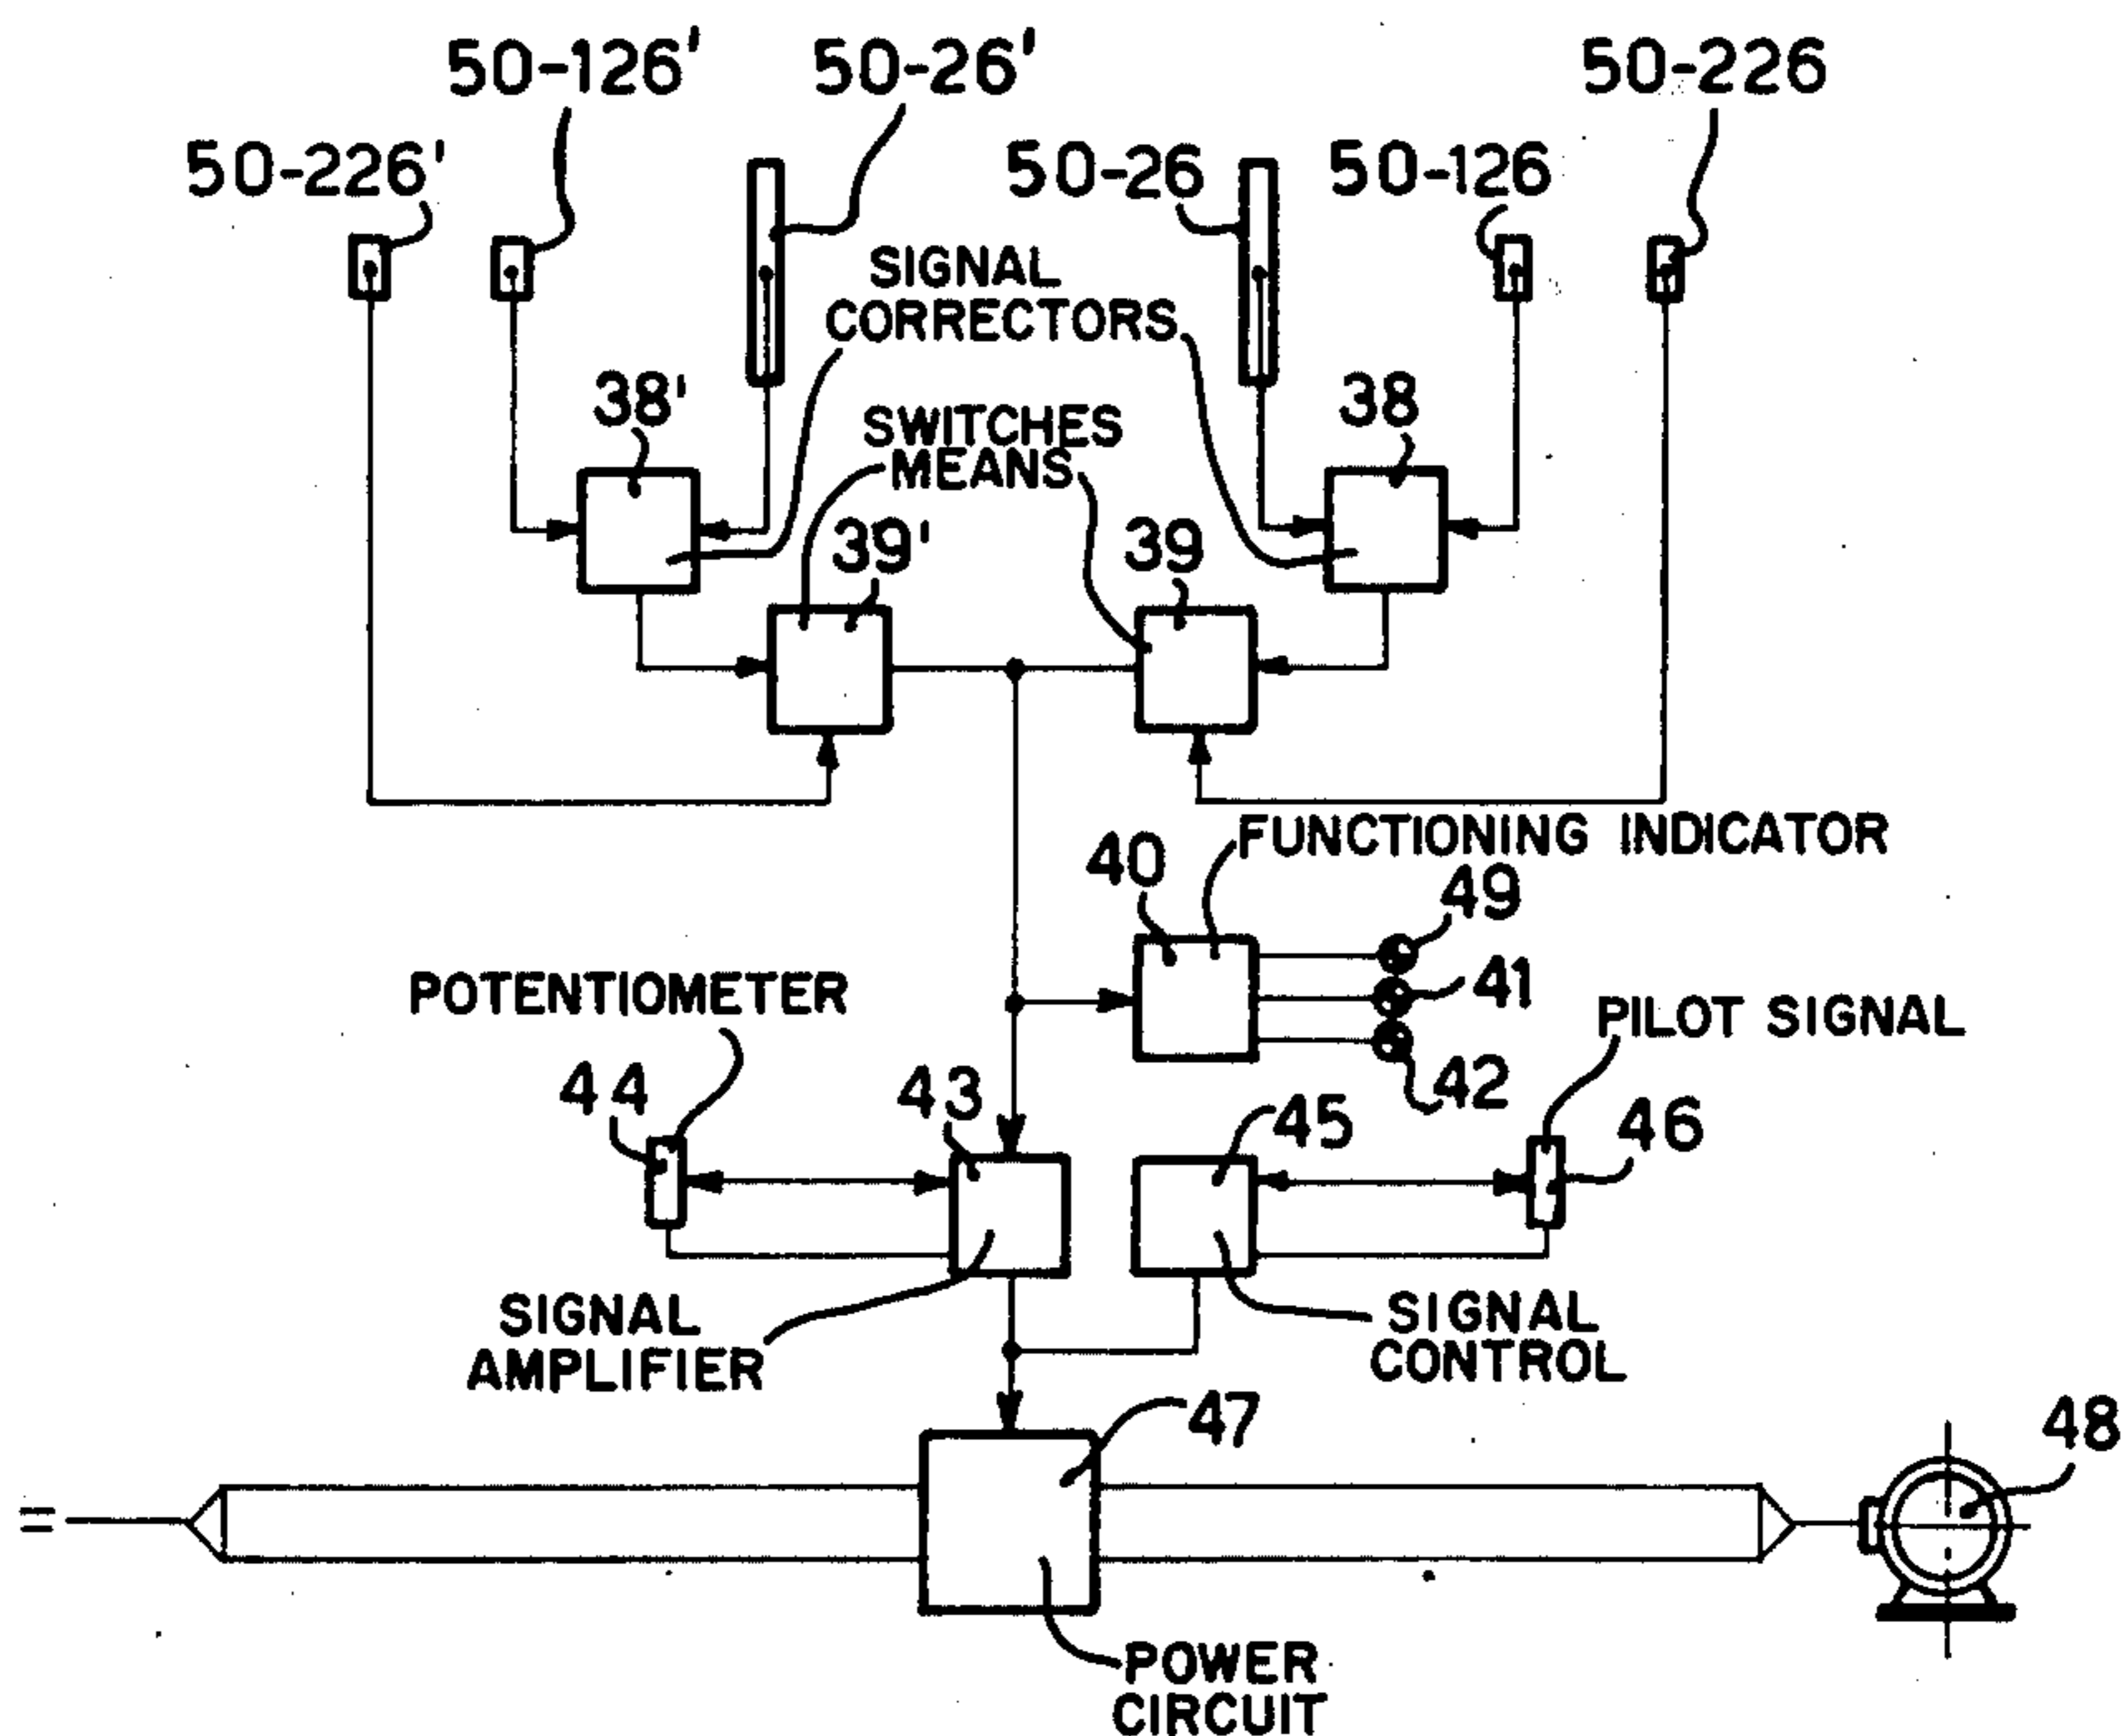 50-126' 50-26' 50-226
50-226' 50-26 50-126
SIGNAL
CORRECTORS
38' 38
SWITCHES
MEANS
39' 39
FUNCTIONING INDICATOR
40
49
41
POTENTIOMETER
PILOT SIGNAL
42
44 43 45 46
SIGNAL
AMPLIFIER
SIGNAL
CONTROL
47
48
=
POWER
CIRCUIT